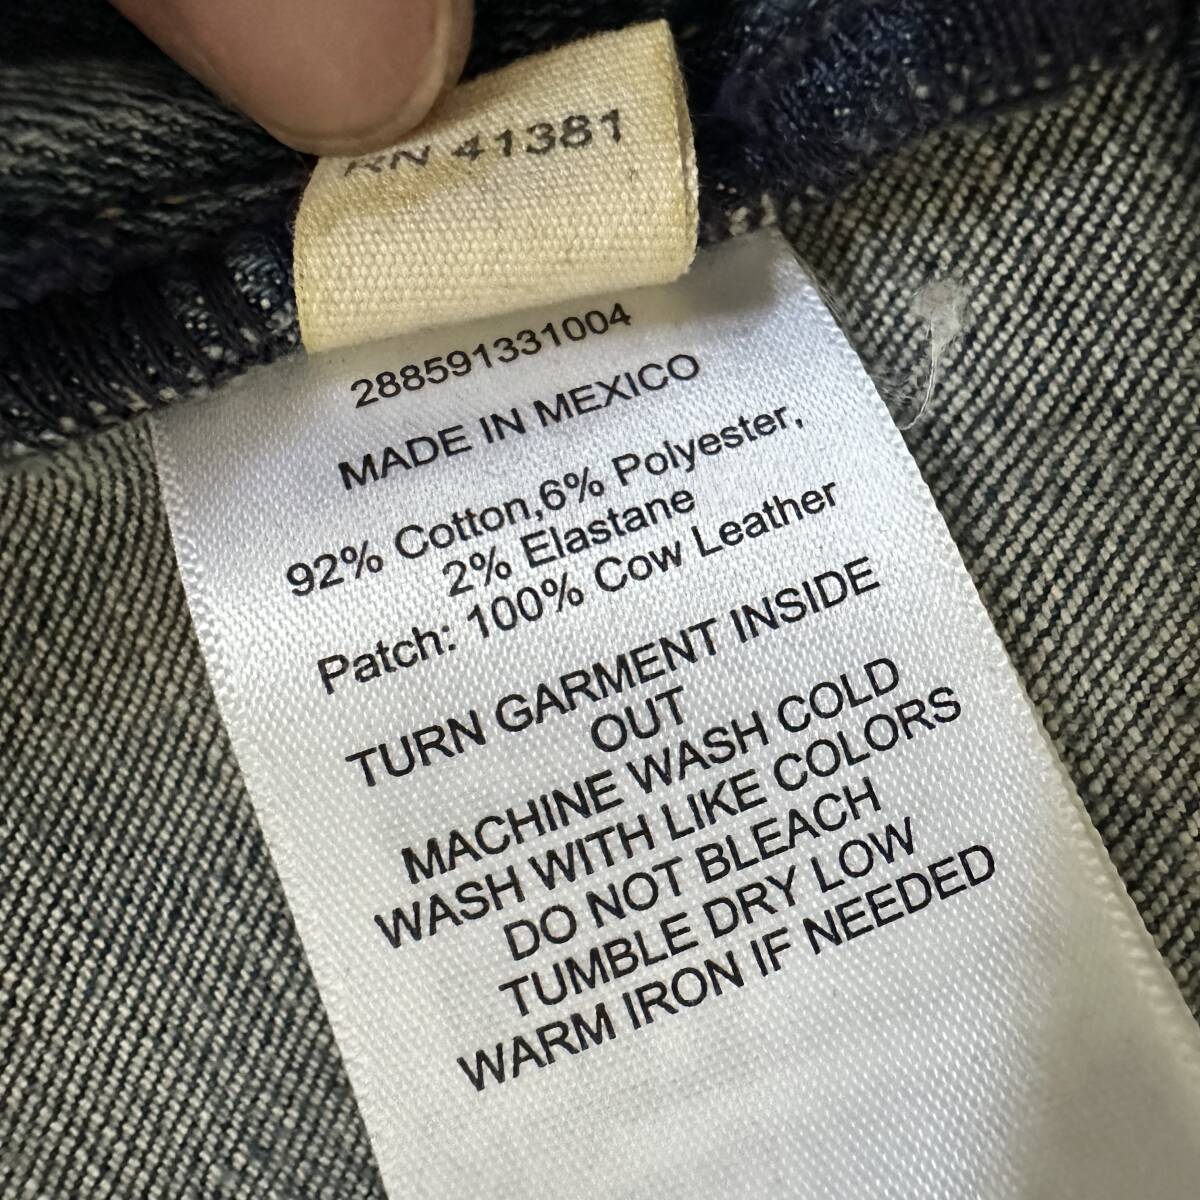 RN 41381
288591331004
MADE IN MEXICO
92% Cotton,6% Polyester,
2% Elastane
Patch: 100% Cow Leather
TURN GARMENT INSIDE
OUT
MACHINE WASH COLD
WASH WITH LIKE COLORS
DO NOT BLEACH
TUMBLE DRY LOW
WARM IRON IF NEEDED